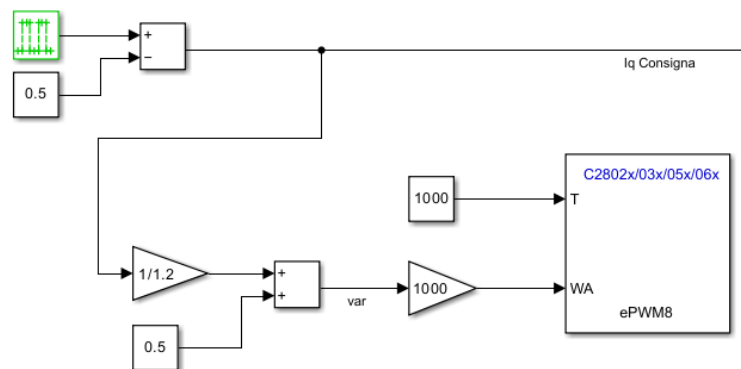 +
−
0.5
Iq Consigna
C2802x/03x/05x/06x
1000
T
1/1.2
+
+
var
1000
WA
ePWM8
0.5